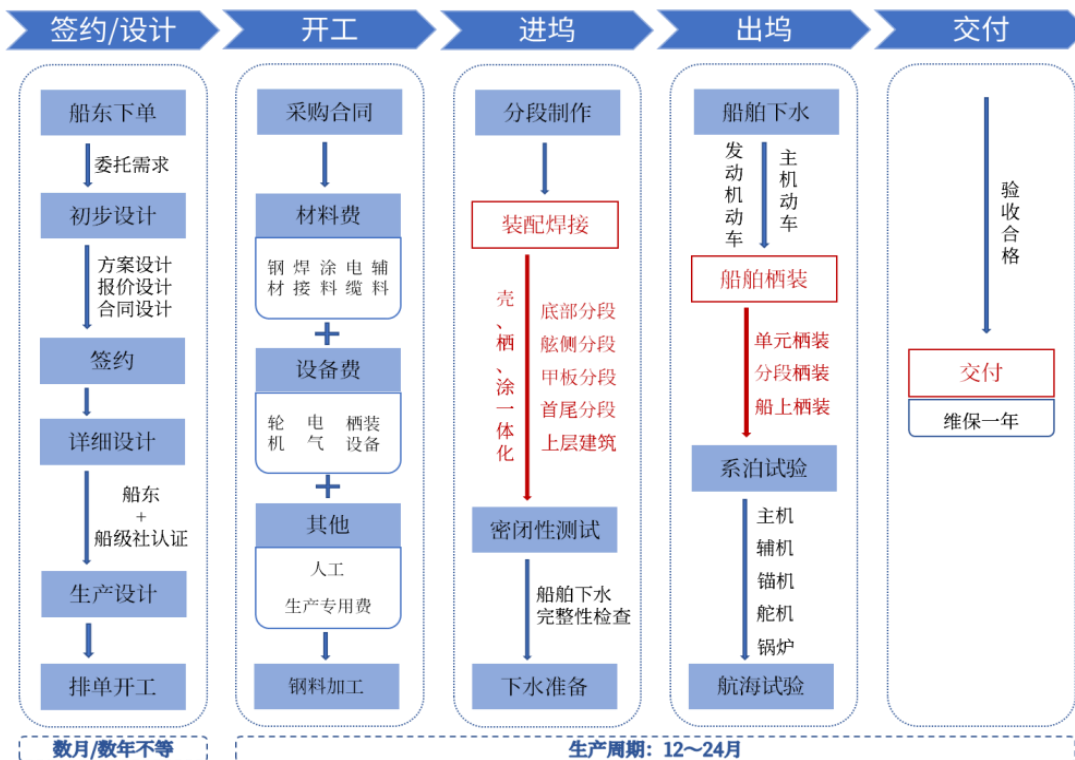 签约/设计
开工
进坞
出坞
交付
船东下单
委托需求
初步设计
方案设计
报价设计
合同设计
签约
详细设计
船东
+
船级社认证
生产设计
排单开工
采购合同
材料费
钢 焊 涂 电 辅
材 接 料 缆 料
+
设备费
轮 电 栖装
机 气 设备
+
其他
人工
生产专用费
钢料加工
分段制作
装配焊接
壳、栖、涂一体化
底部分段
舷侧分段
甲板分段
首尾分段
上层建筑
密闭性测试
船舶下水
完整性检查
下水准备
船舶下水
发动机动车
主机动车
船舶栖装
单元栖装
分段栖装
船上栖装
系泊试验
主机
辅机
锚机
舵机
锅炉
航海试验
验收合格
交付
维保一年
数月/数年不等
生产周期：12～24月